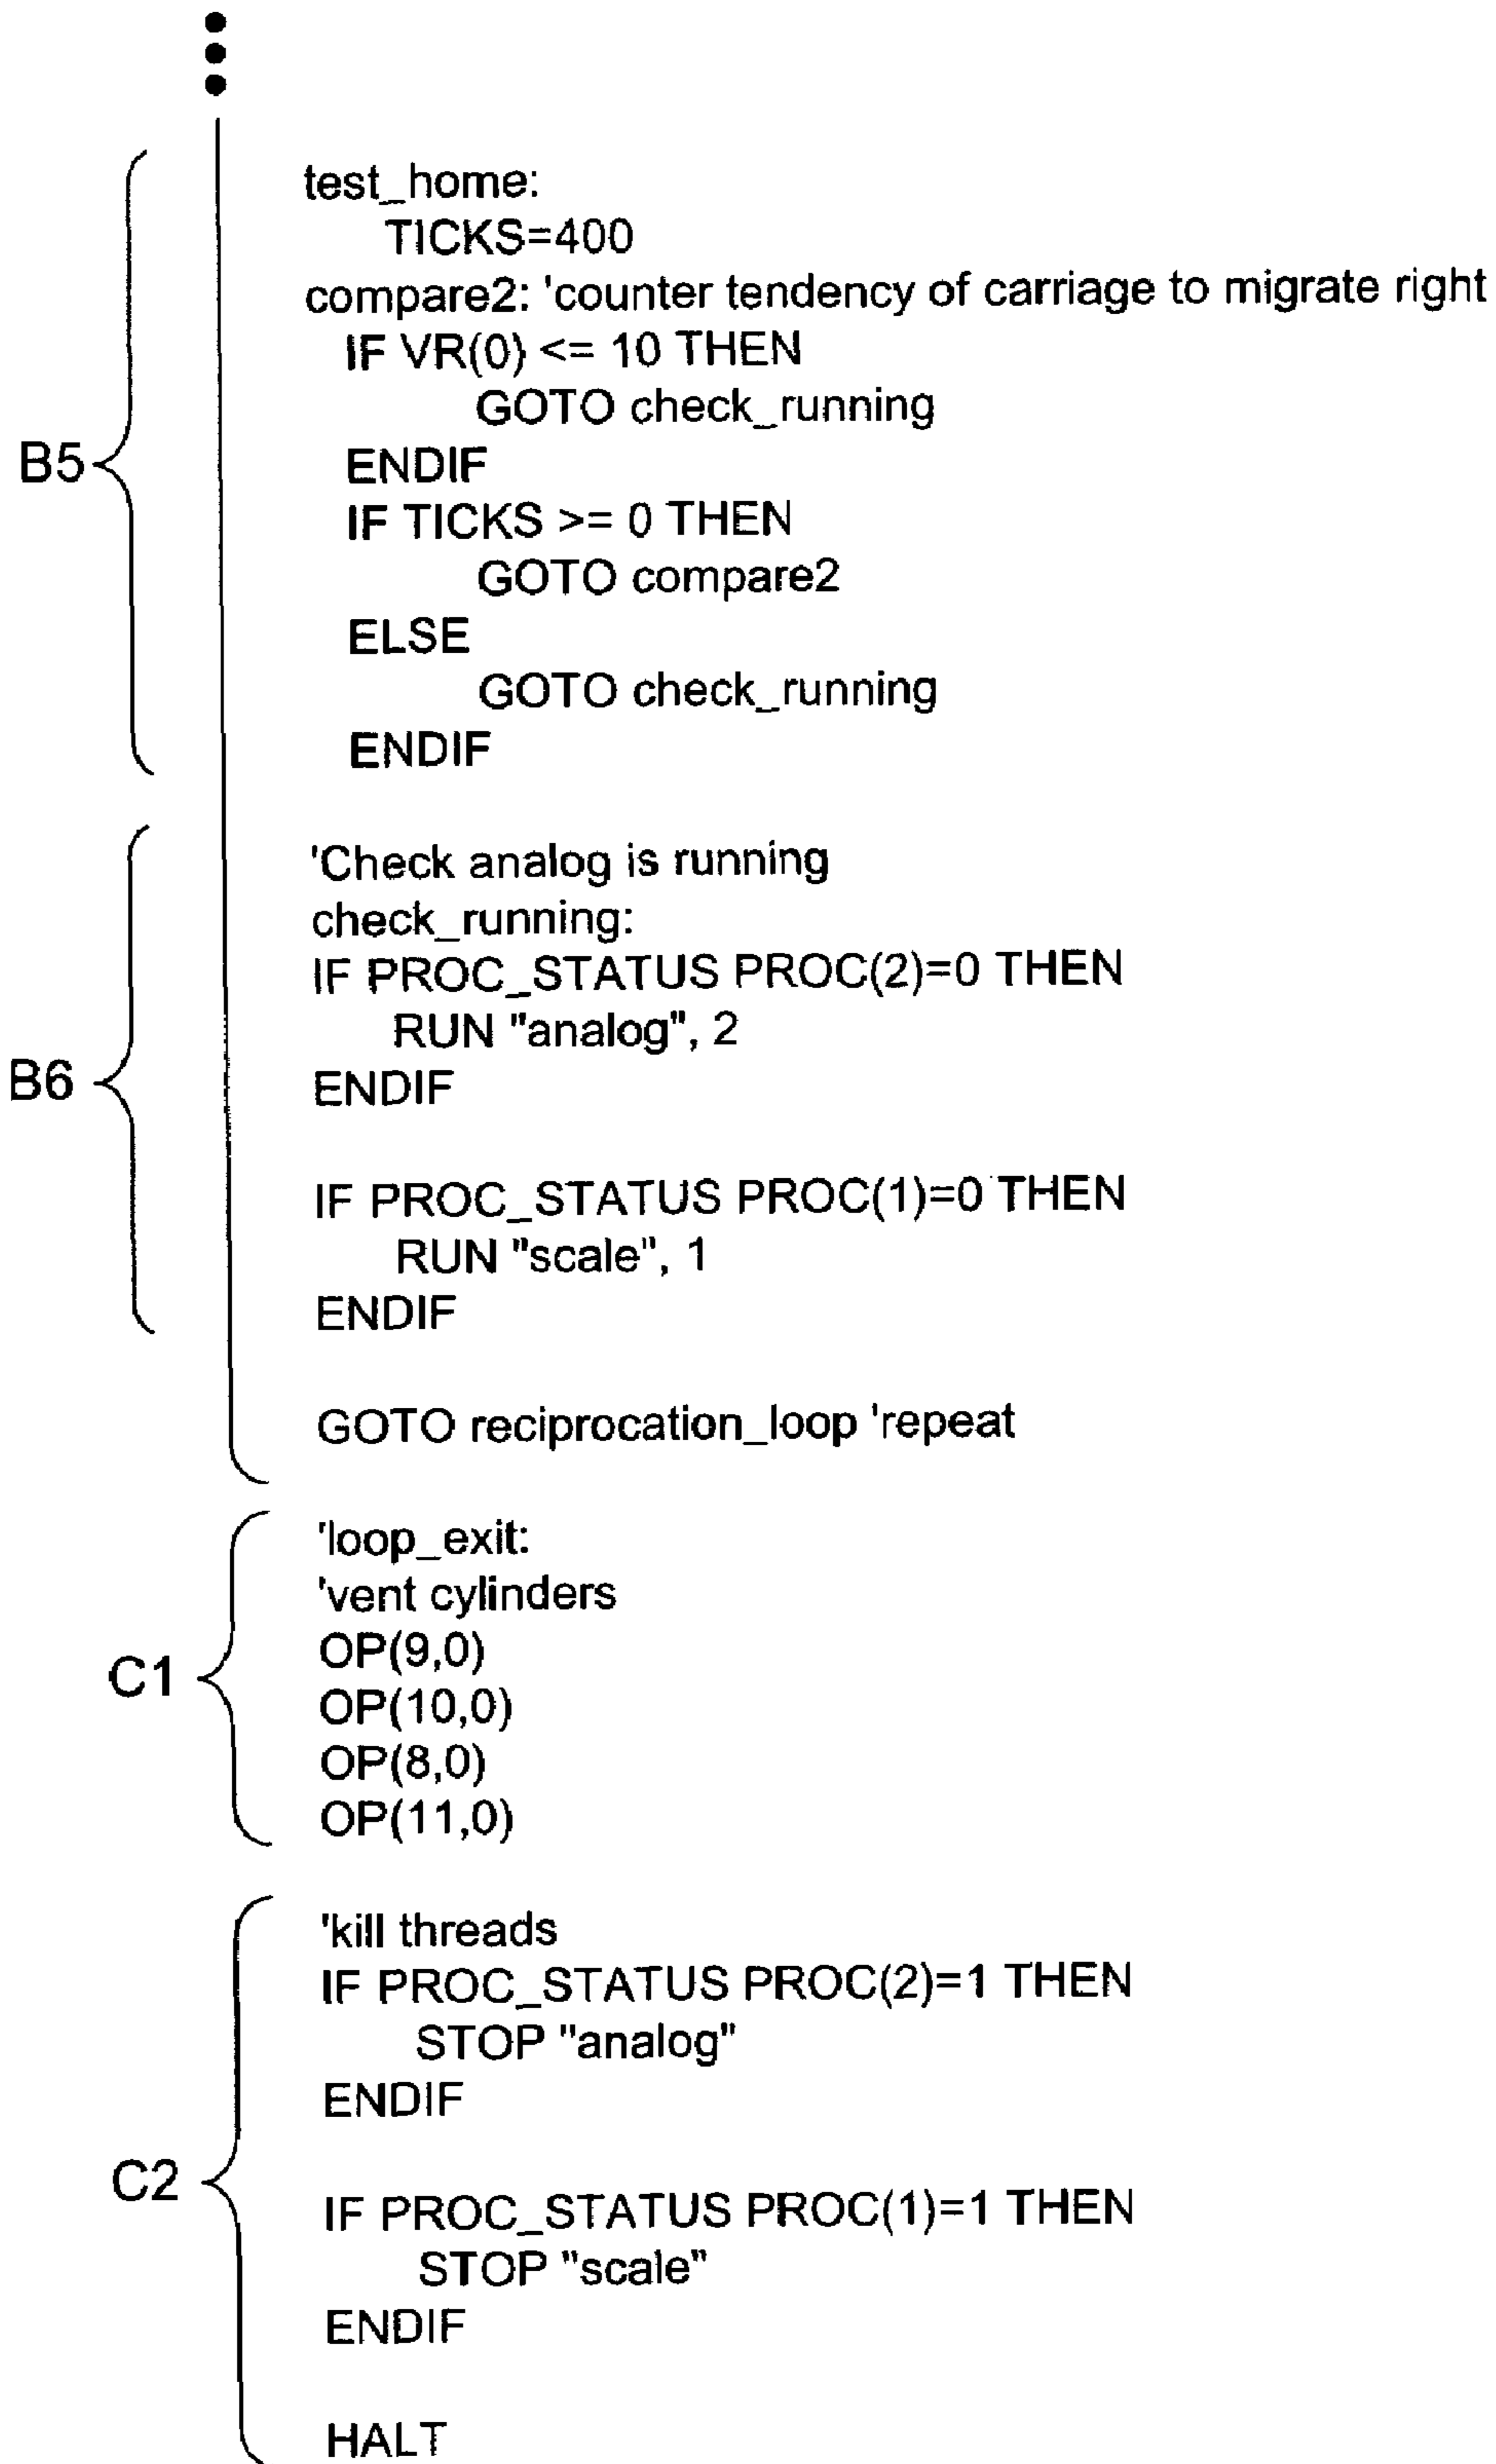 test_home:
TICKS=400
compare2: 'counter tendency of carriage to migrate right
IF VR(0) <= 10 THEN
GOTO check_running
ENDIF
B5
IF TICKS >= 0 THEN
GOTO compare2
ELSE
GOTO check_running
ENDIF
'Check analog is running
check_running:
IF PROC_STATUS PROC(2)=0 THEN
RUN "analog", 2
B6
ENDIF
IF PROC_STATUS PROC(1)=0 THEN
RUN "scale", 1
ENDIF
GOTO reciprocation_loop 'repeat
'loop_exit:
'vent cylinders
OP(9,0)
C1
OP(10,0)
OP(8,0)
OP(11,0)
'kill threads
IF PROC_STATUS PROC(2)=1 THEN
STOP "analog"
ENDIF
C2
IF PROC_STATUS PROC(1)=1 THEN
STOP "scale"
ENDIF
HALT